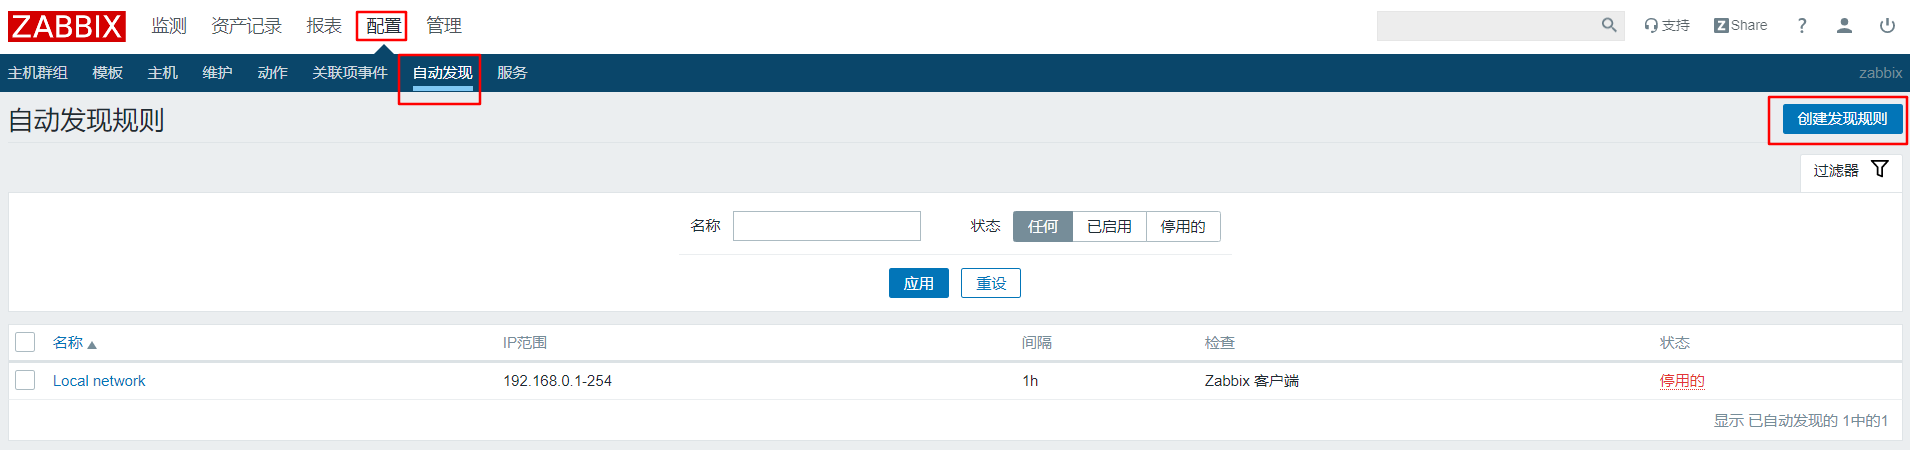 ZABBIX 监测 资产记录 报表 配置 管理 支持 Z Share ?
主机群组 模板 主机 维护 动作 关联项事件 自动发现 服务 zabbix
自动发现规则 创建发现规则
过滤器
名称 状态 任何 已启用 停用的
应用 重设
名称 IP范围 间隔 检查 状态
Local network 192.168.0.1-254 1h Zabbix 客户端 停用的
显示 已自动发现的 1中的1